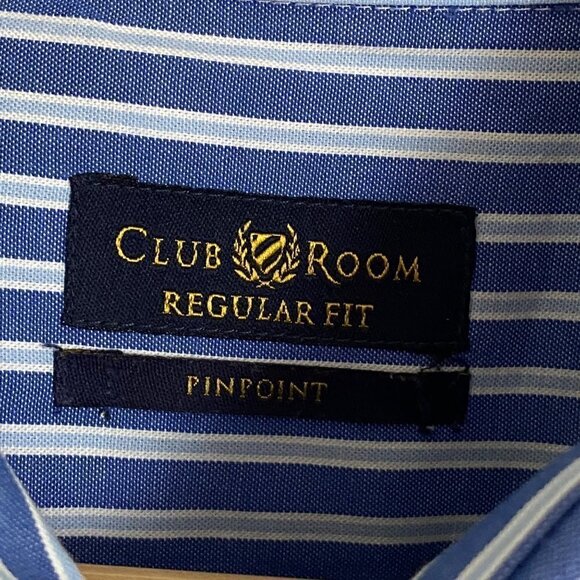 CLUB ROOM
REGULAR FIT
PINPOINT